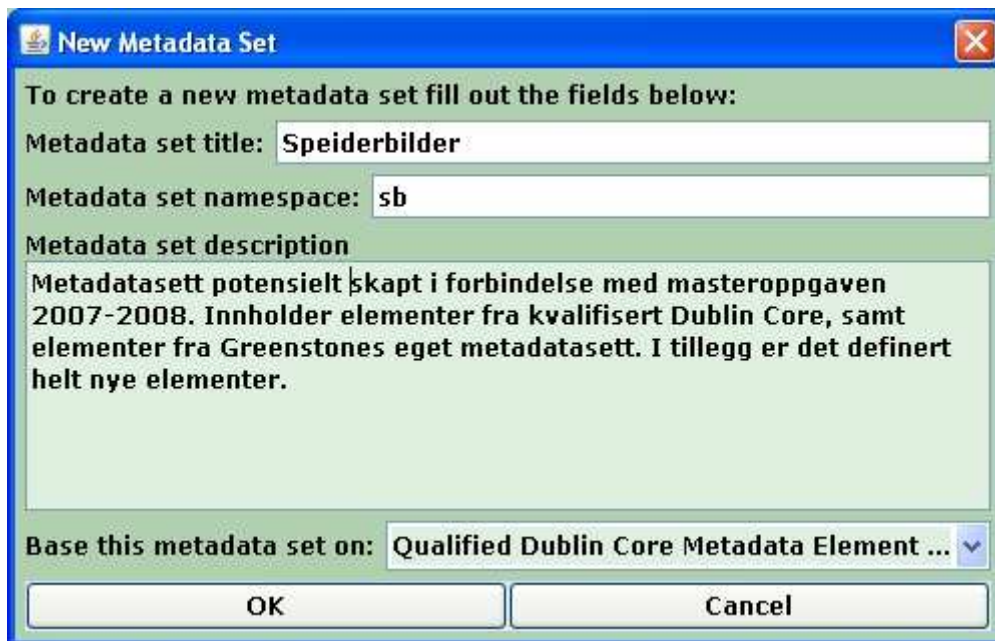 New Metadata Set
To create a new metadata set fill out the fields below:
Metadata set title: Speiderbilder
Metadata set namespace: sb
Metadata set description
Metadatasett potensielt skapt i forbindelse med masteroppgaven
2007-2008. Innholder elementer fra kvalifisert Dublin Core, samt
elementer fra Greenstones eget metadatasett. I tillegg er det definert
helt nye elementer.
Base this metadata set on: Qualified Dublin Core Metadata Element ...
OK Cancel